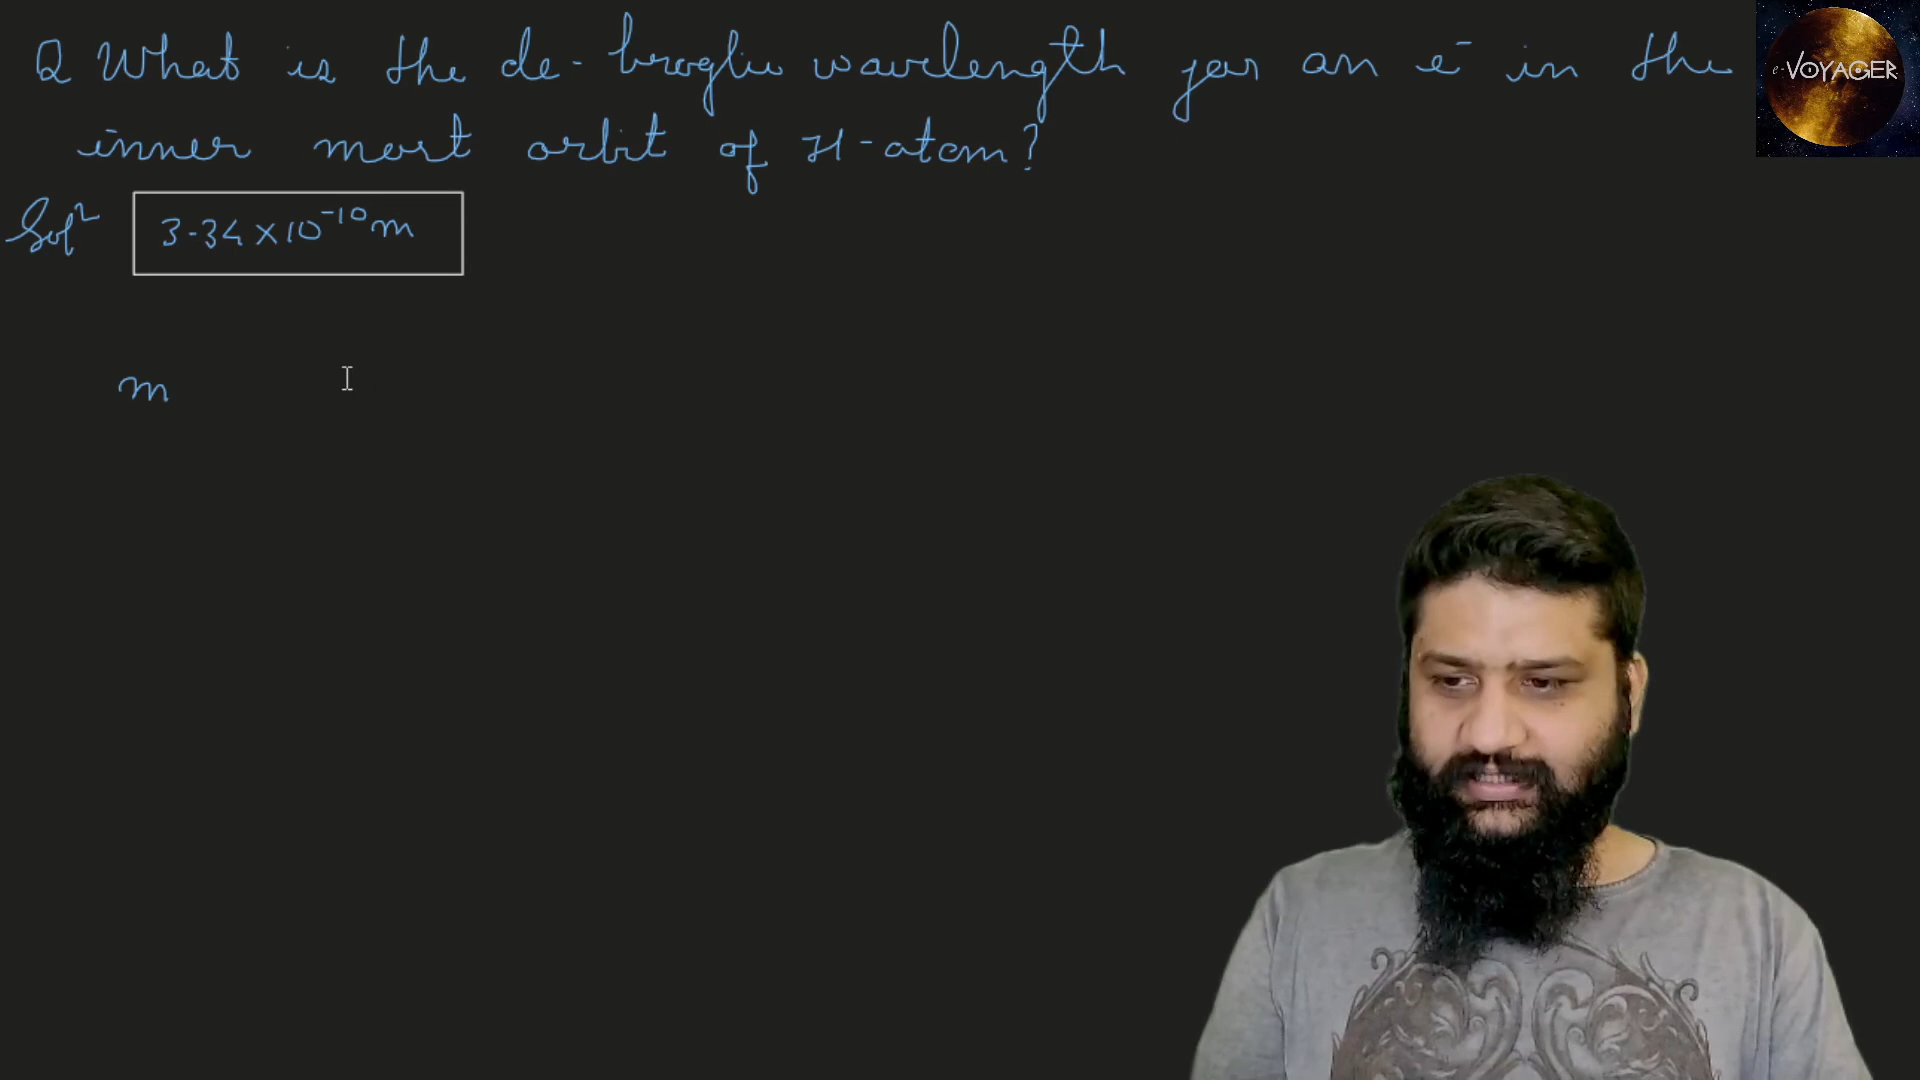 Q What is the de-broglie wavelength for an e⁻ in the
e-VOYAGER
inner most orbit of H-atom?
Solⁿ 3.34 × 10⁻¹⁰ m
m